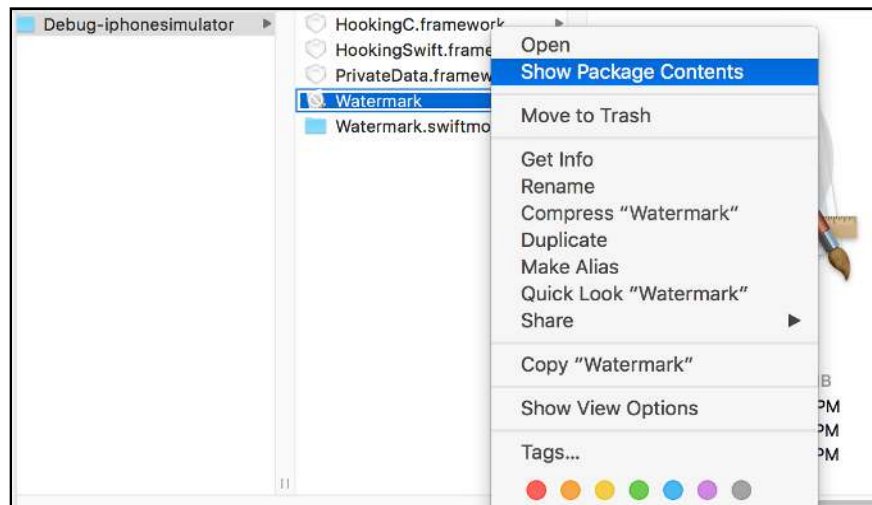 Debug-iphonesimulator
HookingC.framework
HookingSwift.frame
PrivateData.framew
Watermark
Watermark.swiftmo
Open
Show Package Contents
Move to Trash
Get Info
Rename
Compress “Watermark”
Duplicate
Make Alias
Quick Look “Watermark”
Share
Copy “Watermark”
Show View Options
Tags...
B
PM
PM
PM